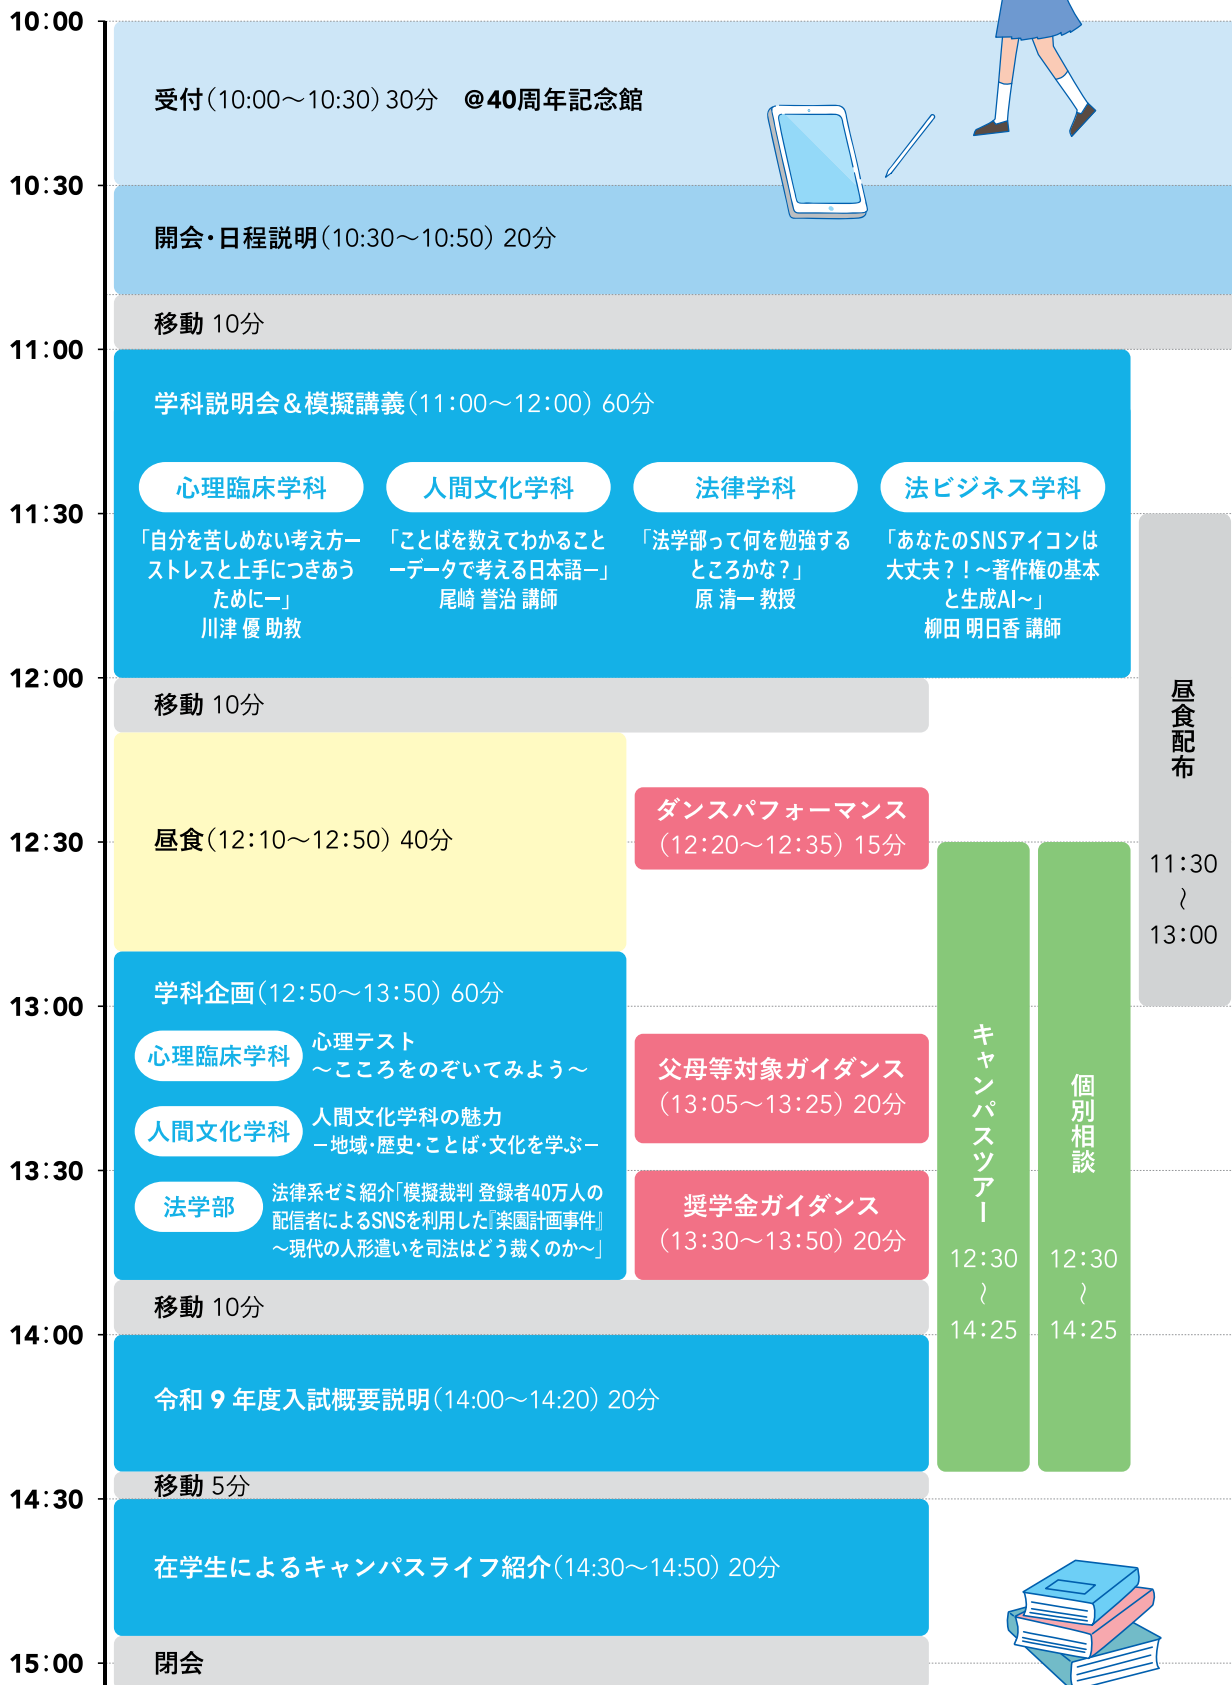 10:00
受付(10:00〜10:30) 30分 @40周年記念館
10:30
開会・日程説明(10:30〜10:50) 20分
移動 10分
11:00
学科説明会&模擬講義(11:00〜12:00) 60分
心理臨床学科
「自分を苦しめない考え方ー
ストレスと上手につきあう
ためにー」
川津 優 助教
人間文化学科
「ことばを数えてわかること
ーデータで考える日本語ー」
尾崎 誉治 講師
法律学科
「法学部って何を勉強する
ところかな？」
原 清一 教授
法ビジネス学科
「あなたのSNSアイコンは
大丈夫？！〜著作権の基本
と生成AI〜」
柳田 明日香 講師
11:30
昼食配布
11:30
〜
13:00
12:00
移動 10分
昼食(12:10〜12:50) 40分
ダンスパフォーマンス
(12:20〜12:35) 15分
12:30
キャンパスツアー
12:30
〜
14:25
個別相談
12:30
〜
14:25
学科企画(12:50〜13:50) 60分
13:00
心理臨床学科
心理テスト
〜こころをのぞいてみよう〜
人間文化学科
人間文化学科の魅力
ー地域・歴史・ことば・文化を学ぶー
父母等対象ガイダンス
(13:05〜13:25) 20分
13:30
法学部
法律系ゼミ紹介「模擬裁判 登録者40万人の
配信者によるSNSを利用した『楽園計画事件』
〜現代の人形遣いを司法はどう裁くのか〜」
奨学金ガイダンス
(13:30〜13:50) 20分
移動 10分
14:00
令和 9 年度入試概要説明(14:00〜14:20) 20分
移動 5分
14:30
在学生によるキャンパスライフ紹介(14:30〜14:50) 20分
15:00
閉会